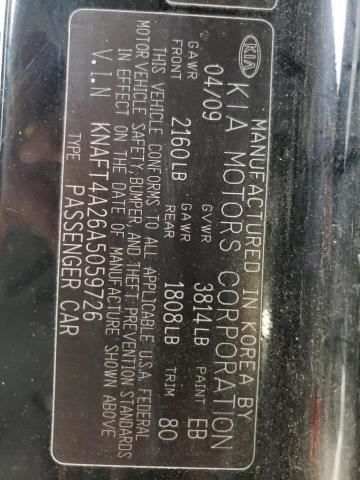 KIA
MANUFACTURED IN KOREA BY
KIA MOTORS CORPORATION
04/09 GVWR 3814LB PAINT EB
GAWR FRONT 2160LB GAWR REAR 1808LB TRIM 80
THIS VEHICLE CONFORMS TO ALL APPLICABLE U.S.A. FEDERAL
MOTOR VEHICLE SAFETY, BUMPER, AND THEFT PREVENTION STANDARDS
IN EFFECT ON THE DATE OF MANUFACTURE SHOWN ABOVE
V.I.N KNAFT4A26A5059726
TYPE PASSENGER CAR